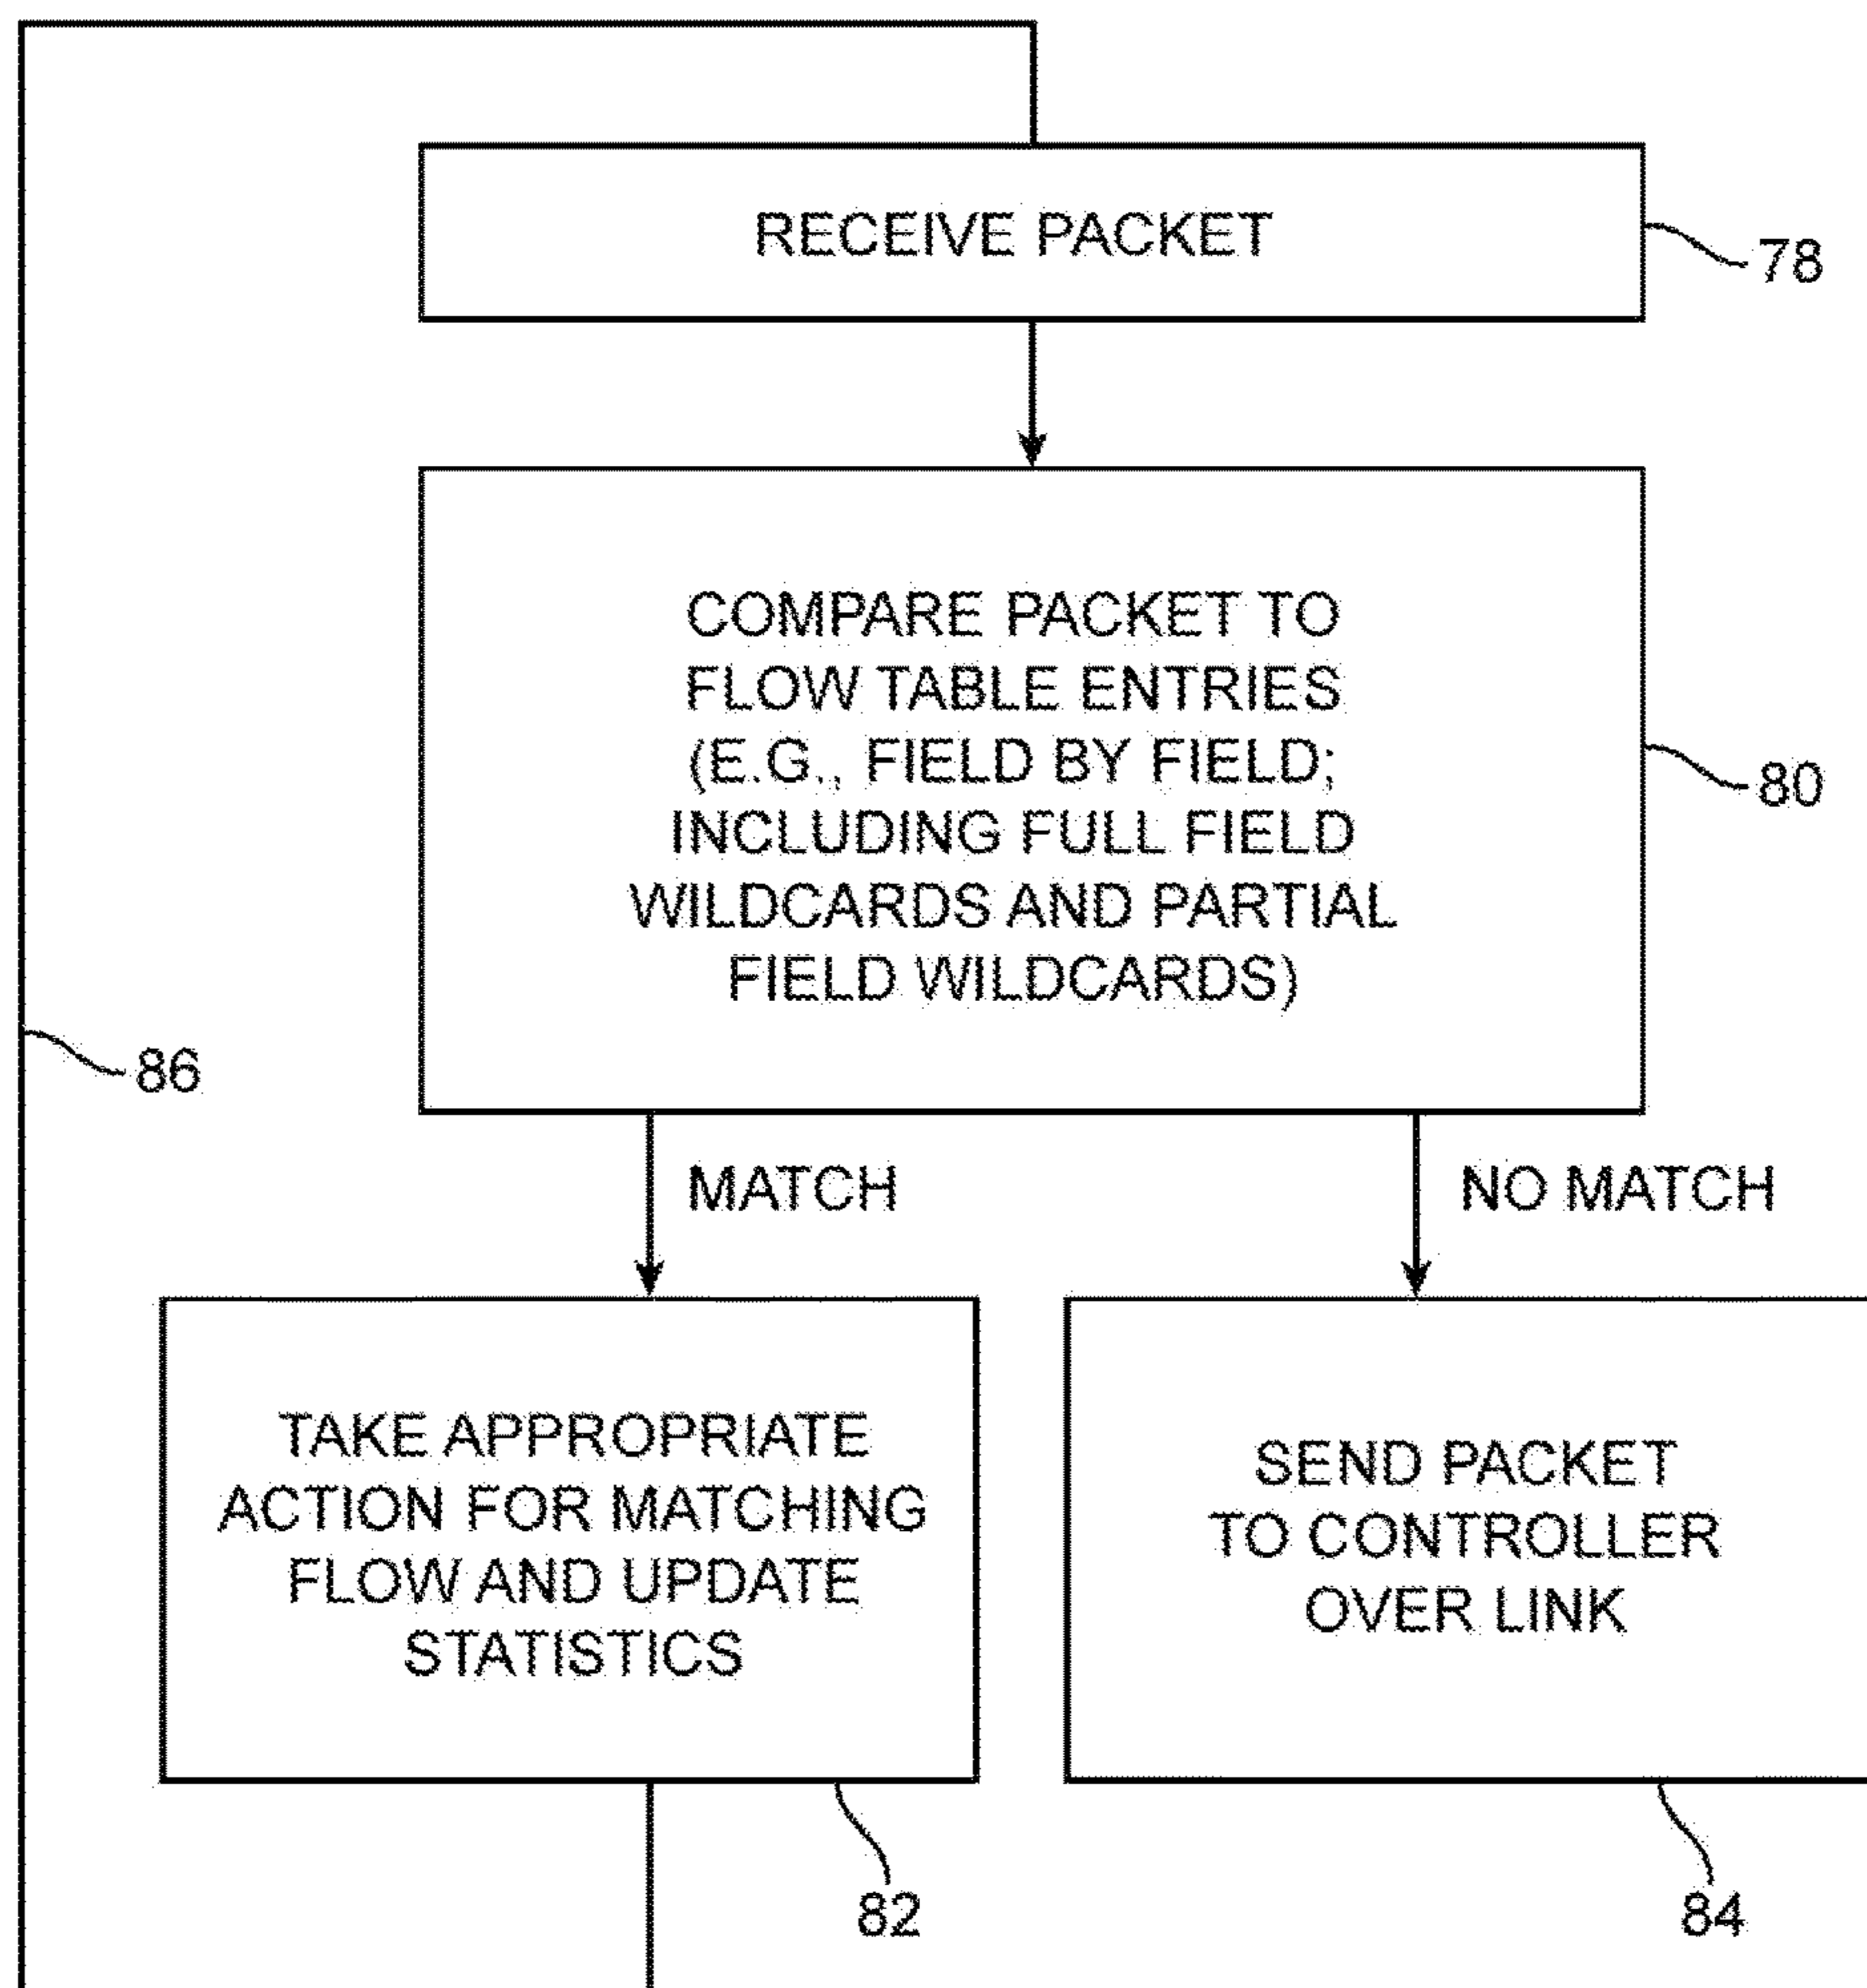 RECEIVE PACKET
78
COMPARE PACKET TO
FLOW TABLE ENTRIES
(E.G., FIELD BY FIELD;
INCLUDING FULL FIELD
WILDCARDS AND PARTIAL
FIELD WILDCARDS)
80
86
MATCH
NO MATCH
TAKE APPROPRIATE
ACTION FOR MATCHING
FLOW AND UPDATE
STATISTICS
SEND PACKET
TO CONTROLLER
OVER LINK
82
84